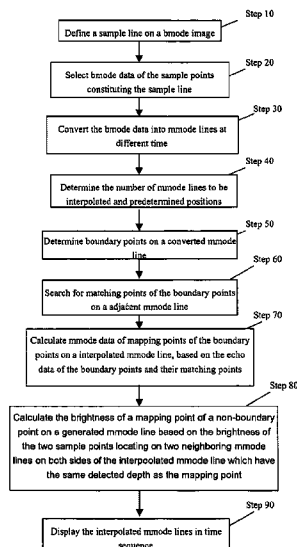 Step 10
Define a sample line on a bmode image
Step 20
Select bmode data of the sample points
constituting the sample line
Step 30
Convert the bmode data into mmode lines at
different time
Step 40
Determine the number of mmode lines to be
interpolated and predetermined positions
Step 50
Determine boundary points on a converted mmode
line
Step 60
Search for matching points of the boundary points
on a adjacent mmode line
Step 70
Calculate mmode data of mapping points of the boundary
points on a interpolated mmode line, based on the echo
data of the boundary points and their matching points
Step 80
Calculate the brightness of a mapping point of a non-boundary
point on a generated mmode line based on the brightness of
the two sample points locating on two neighboring mmode
lines on both sides of the interpoolated mmode line which have
the same detected depth as the mapping point
Step 90
Display the interpolated mmode lines in time
sequence